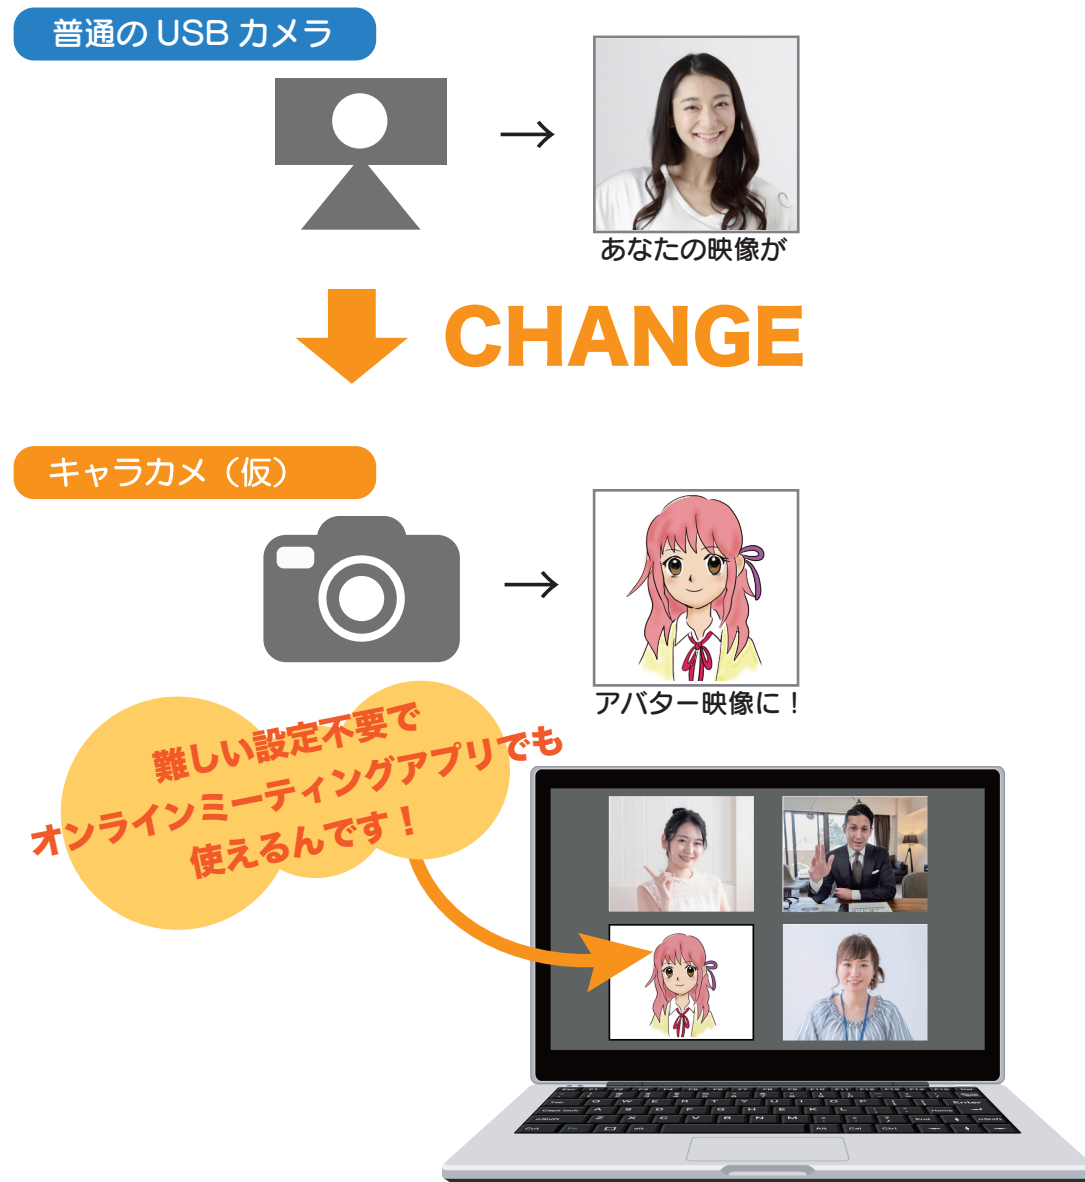 普通の USB カメラ
あなたの映像が
CHANGE
キャラカメ（仮）
アバター映像に！
難しい設定不要で
オンラインミーティングアプリでも
使えるんです！